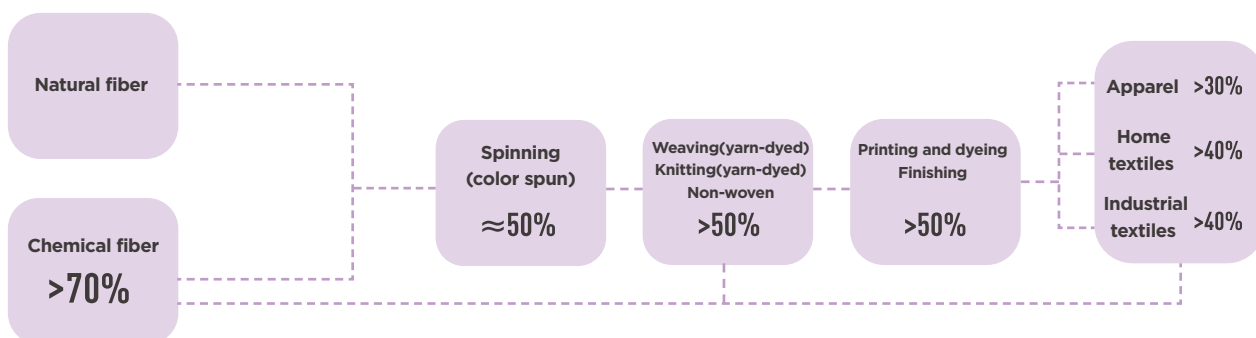 Natural fiber
Chemical fiber
>70%
Spinning
(color spun)
≈50%
Weaving(yarn-dyed)
Knitting(yarn-dyed)
Non-woven
>50%
Printing and dyeing
Finishing
>50%
Apparel >30%
Home
textiles >40%
Industrial
textiles >40%